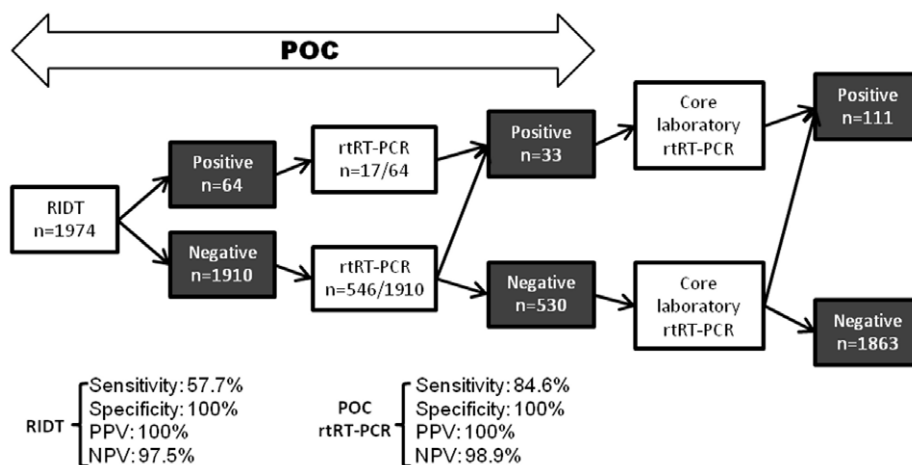 POC
RIDT
n=1974
Positive
n=64
Negative
n=1910
rtRT-PCR
n=17/64
rtRT-PCR
n=546/1910
Positive
n=33
Negative
n=530
Core
laboratory
rtRT-PCR
Core
laboratory
rtRT-PCR
Positive
n=111
Negative
n=1863
RIDT
Sensitivity: 57.7%
Specificity: 100%
PPV: 100%
NPV: 97.5%
POC
rtRT-PCR
Sensitivity: 84.6%
Specificity: 100%
PPV: 100%
NPV: 98.9%